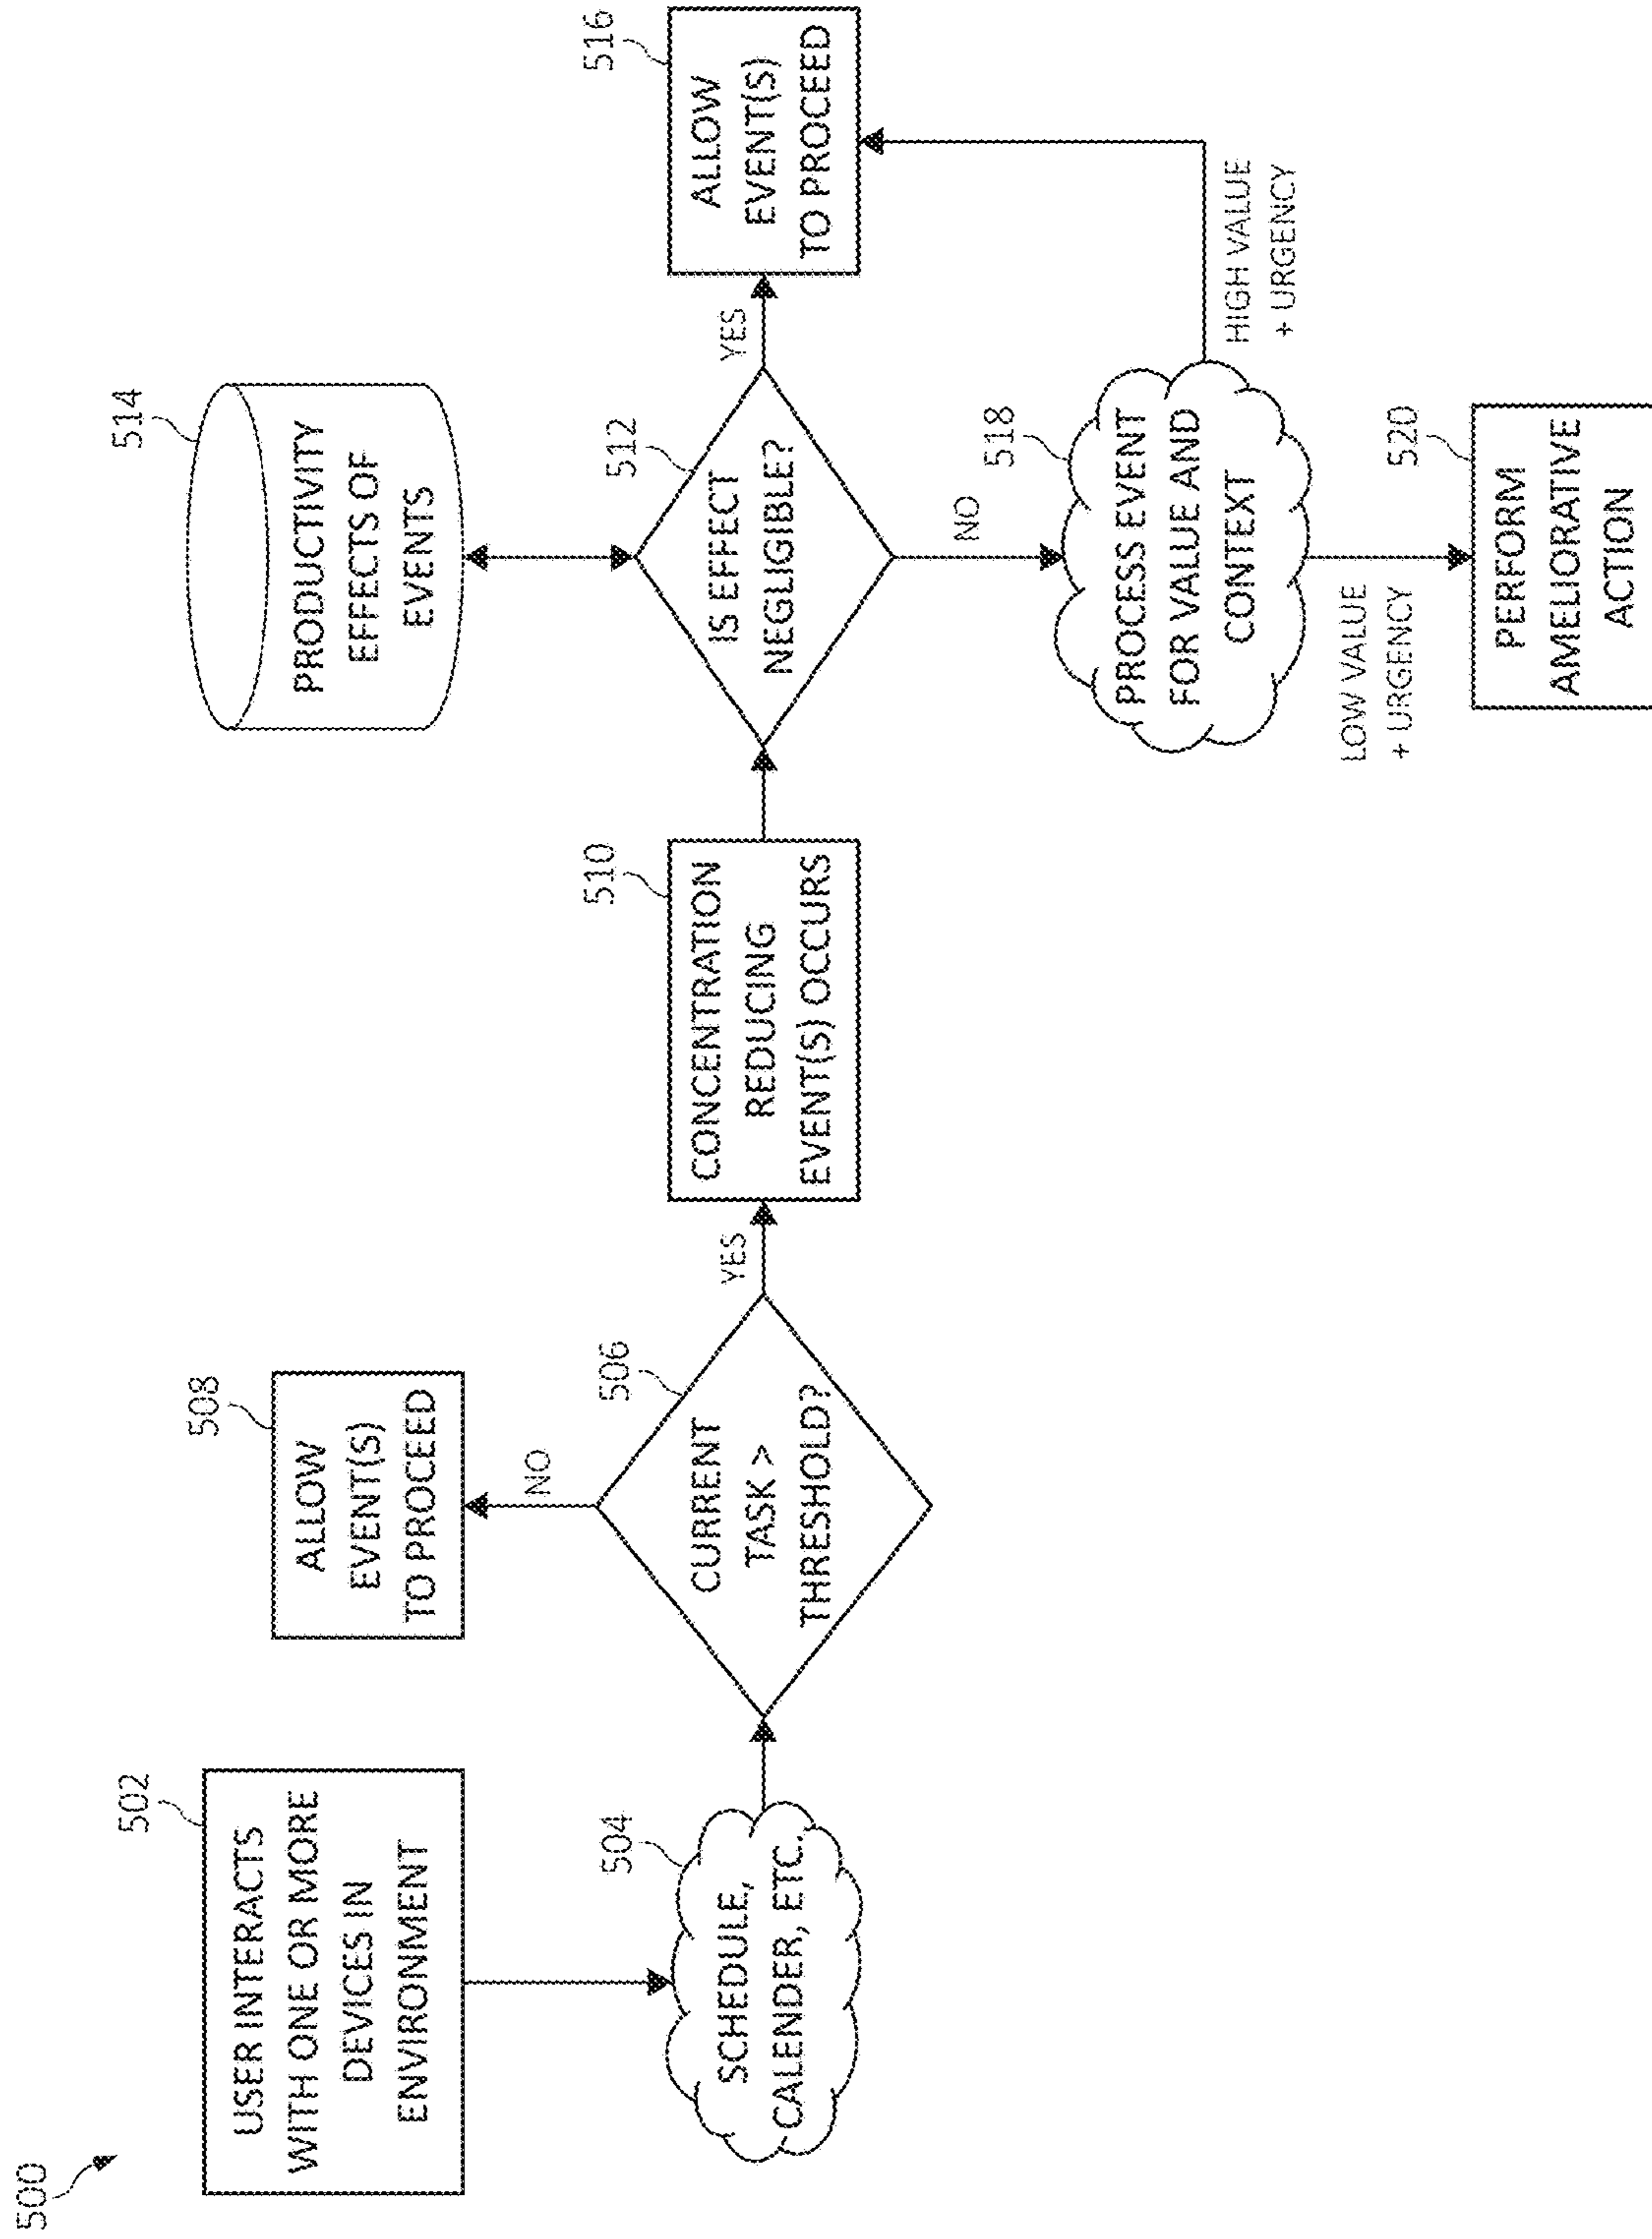 500
502
USER INTERACTS
WITH ONE OR MORE
DEVICES IN
ENVIRONMENT
504
SCHEDULE,
CALENDER, ETC.
506
CURRENT
TASK >
THRESHOLD?
NO
508
ALLOW
EVENT(S)
TO PROCEED
YES
510
CONCENTRATION
REDUCING
EVENT(S) OCCURS
512
IS EFFECT
NEGLIGIBLE?
514
PRODUCTIVITY
EFFECTS OF
EVENTS
YES
516
ALLOW
EVENT(S)
TO PROCEED
NO
518
PROCESS EVENT
FOR VALUE AND
CONTEXT
HIGH VALUE
+ URGENCY
LOW VALUE
+ URGENCY
520
PERFORM
AMELIORATIVE
ACTION